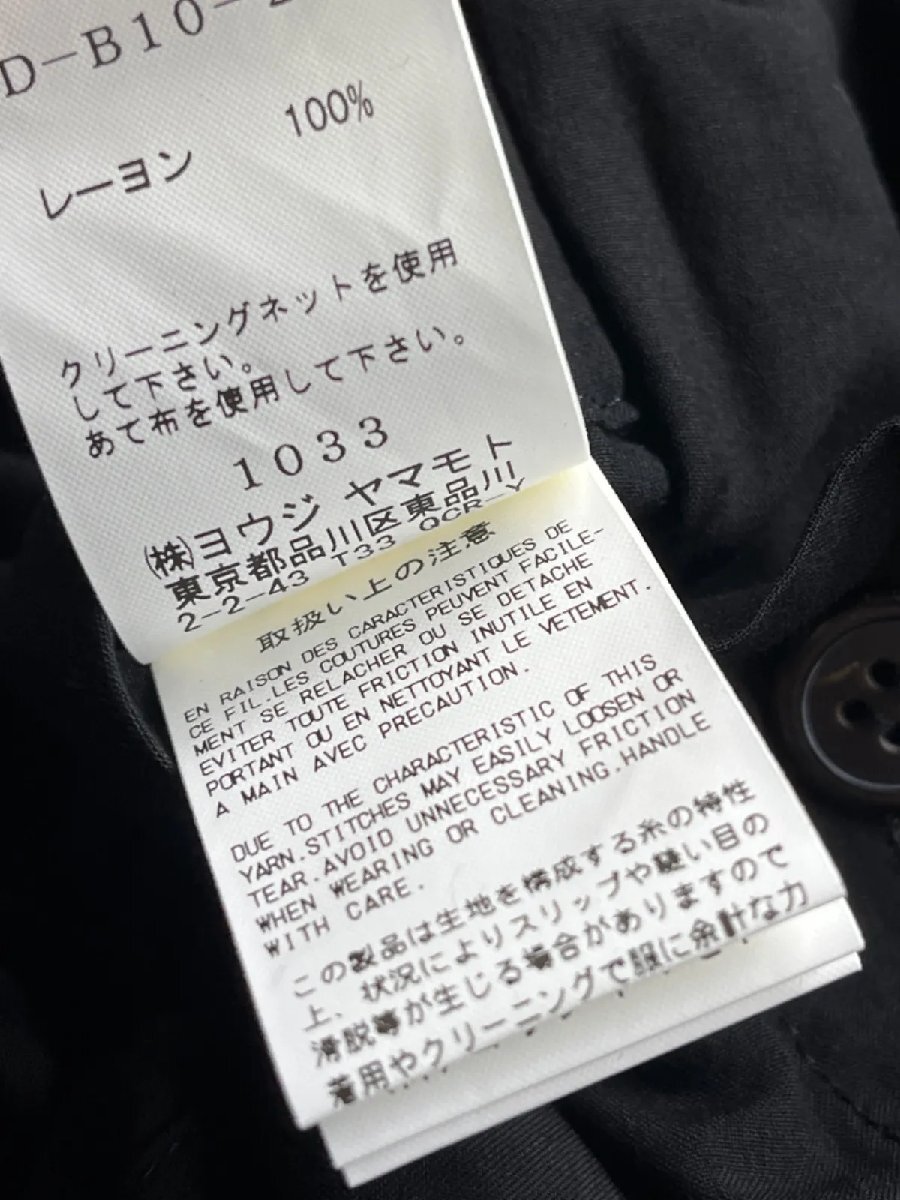 D-B10-2
レーヨン 100%
クリーニングネットを使用
して下さい。
あて布を使用して下さい。
1033
㈱ヨウジ ヤマモト
東京都品川区東品川
2-2-43 T33 OCR-Y
取扱い上の注意
EN RAISON DES CARACTERISTIQUES DE
CE FIL.LES COUTURES PEUVENT FACILE-
MENT SE RELACHER OU SE DETACHE
EVITER TOUTE FRICTION INUTILE EN
PORTANT OU EN NETTOYANT LE VETEMENT.
A MAIN AVEC PRECAUTION.
DUE TO THE CHARACTERISTIC OF THIS
YARN.STITCHES MAY EASILY LOOSEN OR
TEAR.AVOID UNNECESSARY FRICTION
WHEN WEARING OR CLEANING.HANDLE
WITH CARE.
この製品は生地を構成する糸の特性
上、状況によりスリップや縫い目の
滑脱等が生じる場合がありますので
着用やクリーニングで服に余計な力